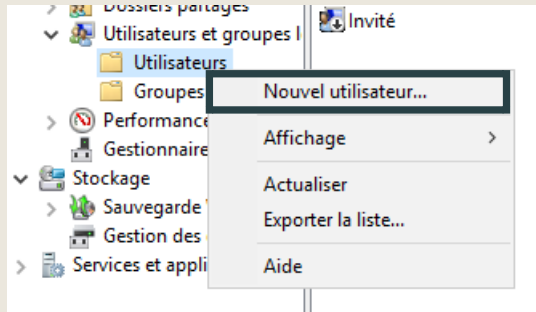 Dossiers partagés
Invité
Utilisateurs et groupes l
Utilisateurs
Groupes
Nouvel utilisateur...
Performance
Affichage
Gestionnaire
Stockage
Actualiser
Sauvegarde
Exporter la liste...
Gestion des
Services et appli
Aide